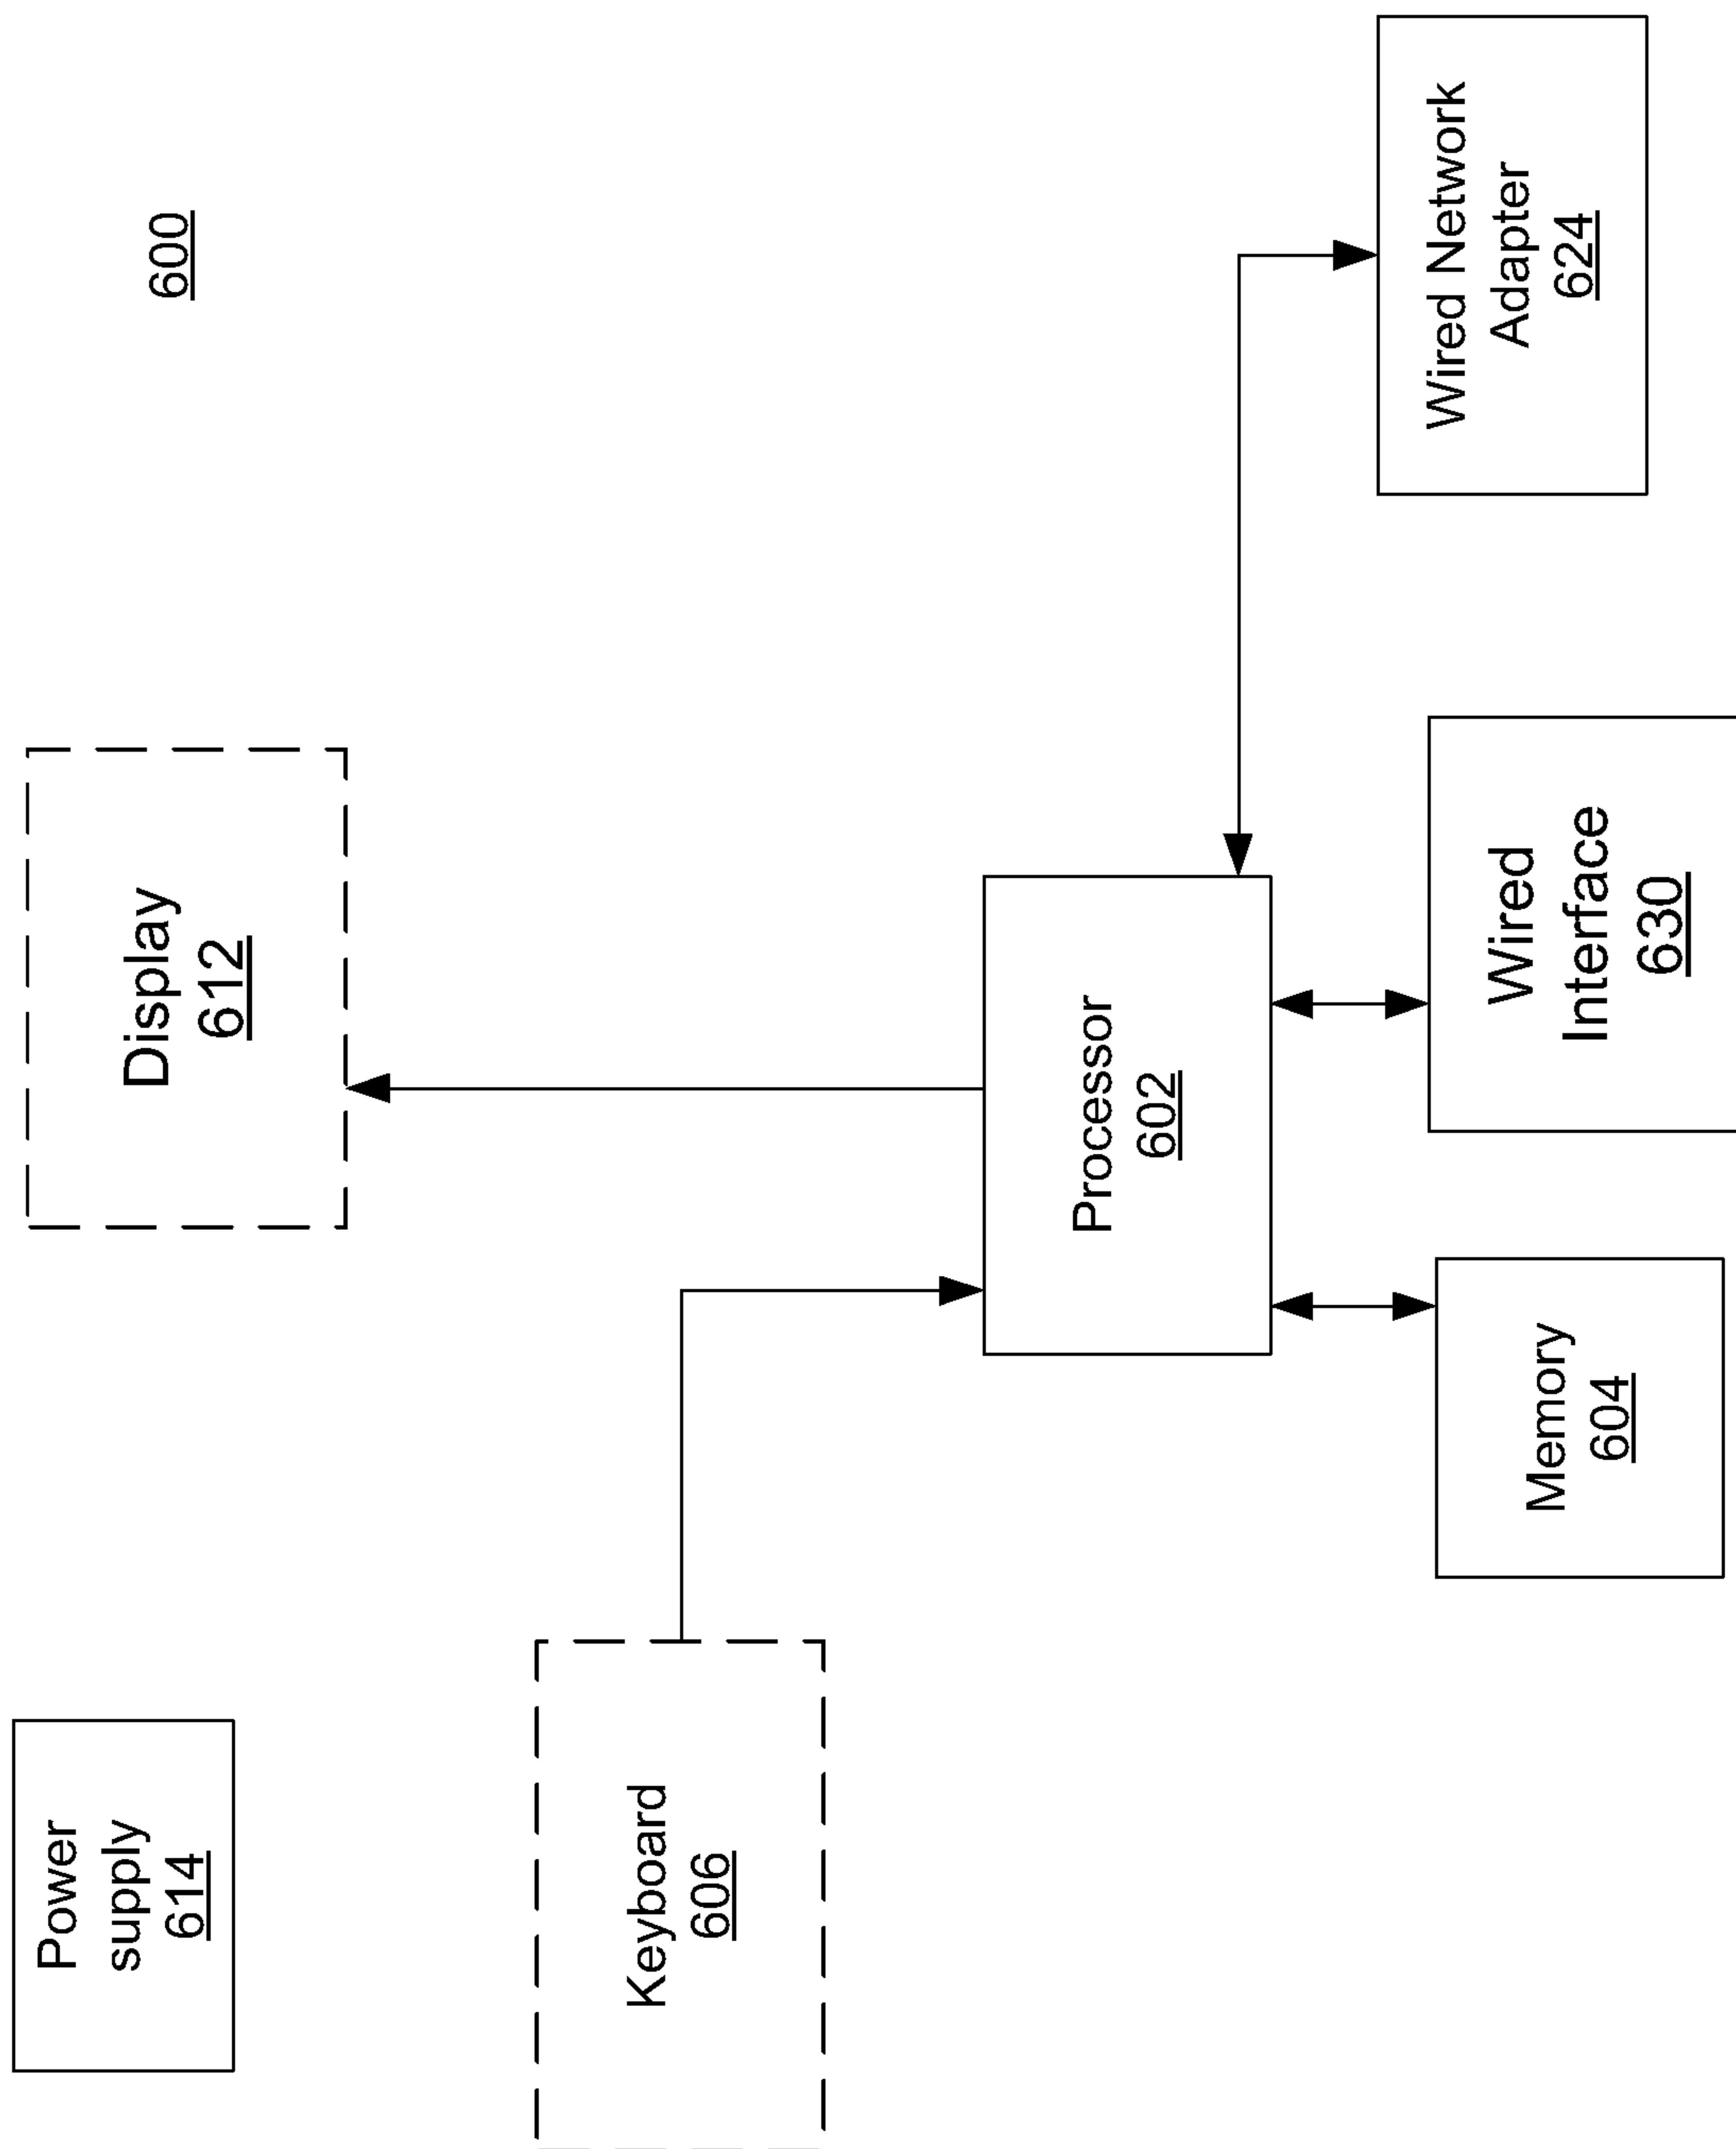 600
Power
supply
614
Display
612
Keyboard
606
Processor
602
Memory
604
Wired
Interface
630
Wired Network
Adapter
624